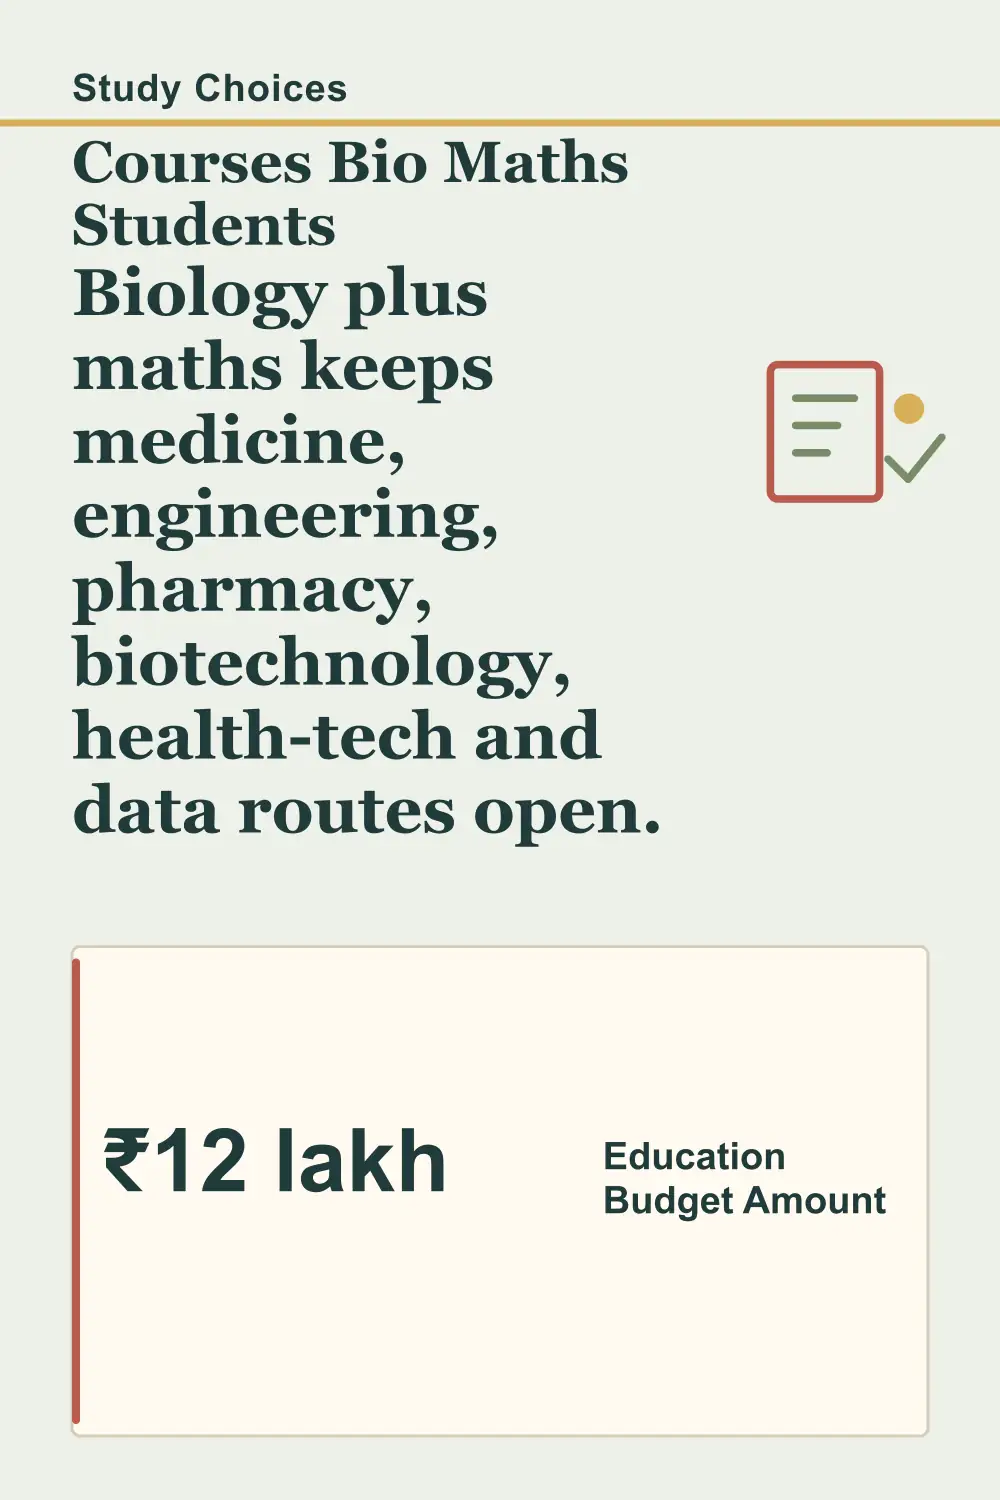 Study Choices
Courses Bio Maths
Students
Biology plus
maths keeps
medicine,
engineering,
pharmacy,
biotechnology,
health-tech and
data routes open.
₹12 lakh
Education
Budget Amount